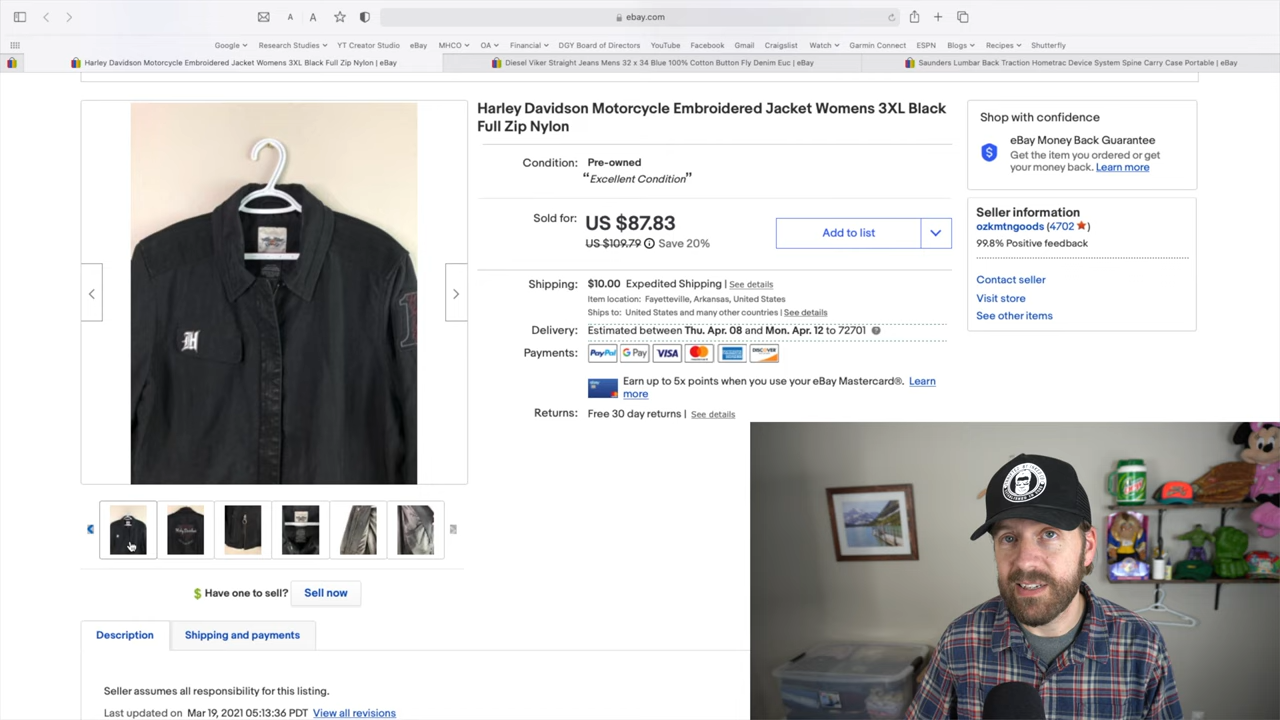 ebay.com
Google
Research Studies
YT Creator Studio
eBay
MHCO
QA
Financial
DGY Board of Directors
YouTube
Facebook
Gmail
Craigslist
Watch
Garmin Connect
ESPN
Blogs
Recipes
Shutterfly
Harley Davidson Motorcycle Embroidered Jacket Womens 3XL Black Full Zip Nylon | eBay
Diesel Viker Straight Jeans Mens 32 x 34 Blue 100% Cotton Button Fly Denim Euc | eBay
Saunders Lumbar Back Traction Hometrac Device System Spine Carry Case Portable | eBay
Harley Davidson Motorcycle Embroidered Jacket Womens 3XL Black
Full Zip Nylon
Condition: Pre-owned
"Excellent Condition"
Sold for: US $87.83
US $109.79 Save 20%
Add to list
Shipping: $10.00 Expedited Shipping | See details
Item location: Fayetteville, Arkansas, United States
Ships to: United States and many other countries | See details
Delivery: Estimated between Thu. Apr. 08 and Mon. Apr. 12 to 72701
Payments: PayPal G Pay VISA mastercard DISCOVER
Earn up to 5x points when you use your eBay Mastercard®. Learn
more
Returns: Free 30 day returns | See details
Shop with confidence
eBay Money Back Guarantee
Get the item you ordered or get
your money back. Learn more
Seller information
ozkmtngoods (4702)
99.8% Positive feedback
Contact seller
Visit store
See other items
H
$ Have one to sell? Sell now
Description
Shipping and payments
Seller assumes all responsibility for this listing.
Last updated on Mar 19, 2021 05:13:36 PDT View all revisions